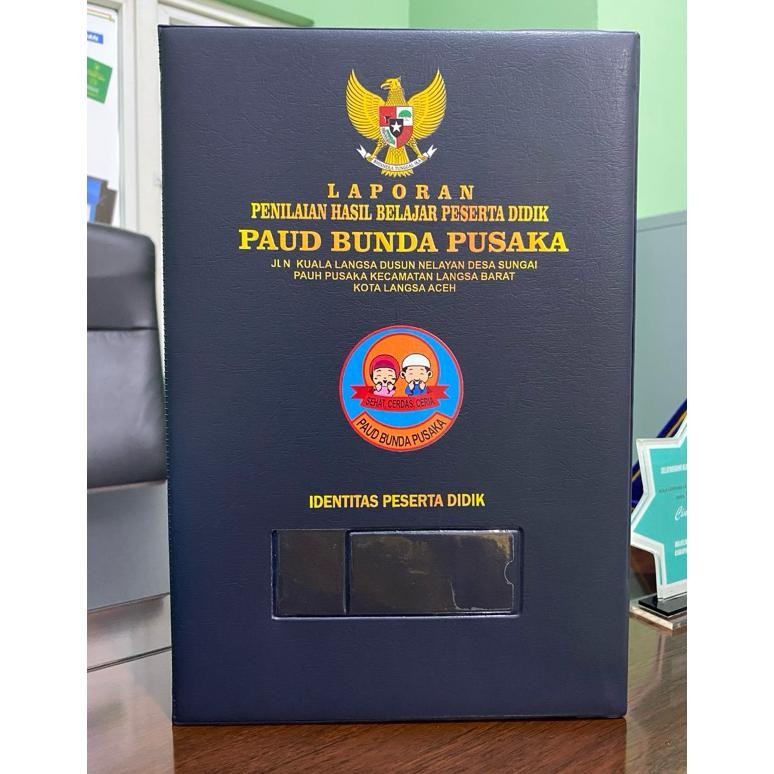 LAPORAN
PENILAIAN HASIL BELAJAR PESERTA DIDIK
PAUD BUNDA PUSAKA
JLN KUALA LANGSA DUSUN NELAYAN DESA SUNGAI
PAUH PUSAKA KECAMATAN LANGSA BARAT
KOTA LANGSA ACEH
SEHAT, CERDAS, CERIA
PAUD BUNDA PUSAKA
IDENTITAS PESERTA DIDIK